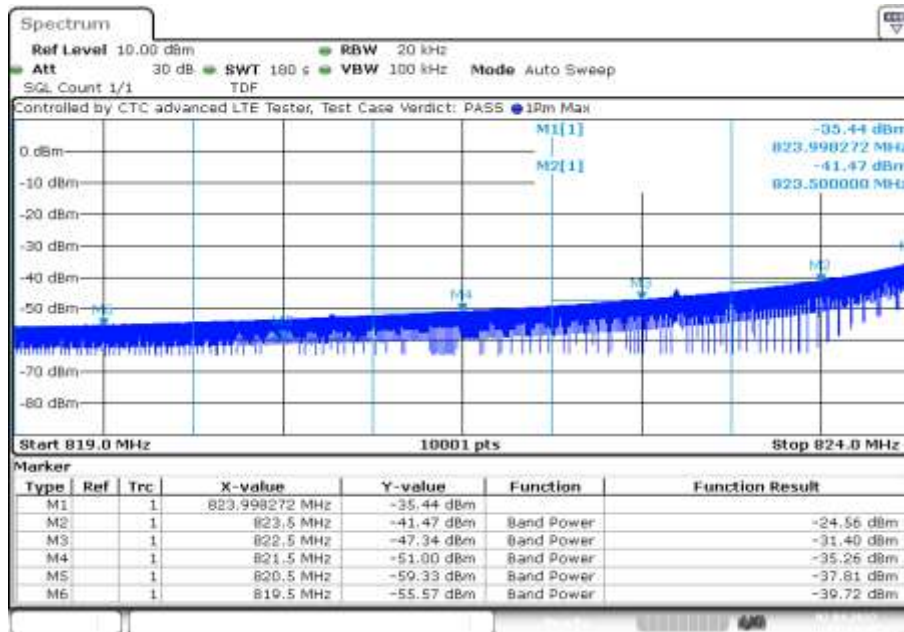 Spectrum
Ref Level 10.00 dBm RBW 20 kHz
Att 30 dB SWT 180 s VBW 100 kHz Mode Auto Sweep
SGL Count 1/1 TDF
Controlled by CTC advanced LTE Tester, Test Case Verdict: PASS 1Rm Max
M1[1] -35.44 dBm
823.998272 MHz
M2[1] -41.47 dBm
823.500000 MHz
0 dBm
-10 dBm
-20 dBm
-30 dBm
-40 dBm
-50 dBm
-70 dBm
-80 dBm
M2
M3
M4
Start 819.0 MHz 10001 pts Stop 824.0 MHz
Marker
Type Ref Trc X-value Y-value Function Function Result
M1 1 823.998272 MHz -35.44 dBm
M2 1 823.5 MHz -41.47 dBm Band Power -24.56 dBm
M3 1 822.5 MHz -47.34 dBm Band Power -31.40 dBm
M4 1 821.5 MHz -51.00 dBm Band Power -35.26 dBm
M5 1 820.5 MHz -59.33 dBm Band Power -37.81 dBm
M6 1 819.5 MHz -55.57 dBm Band Power -39.72 dBm